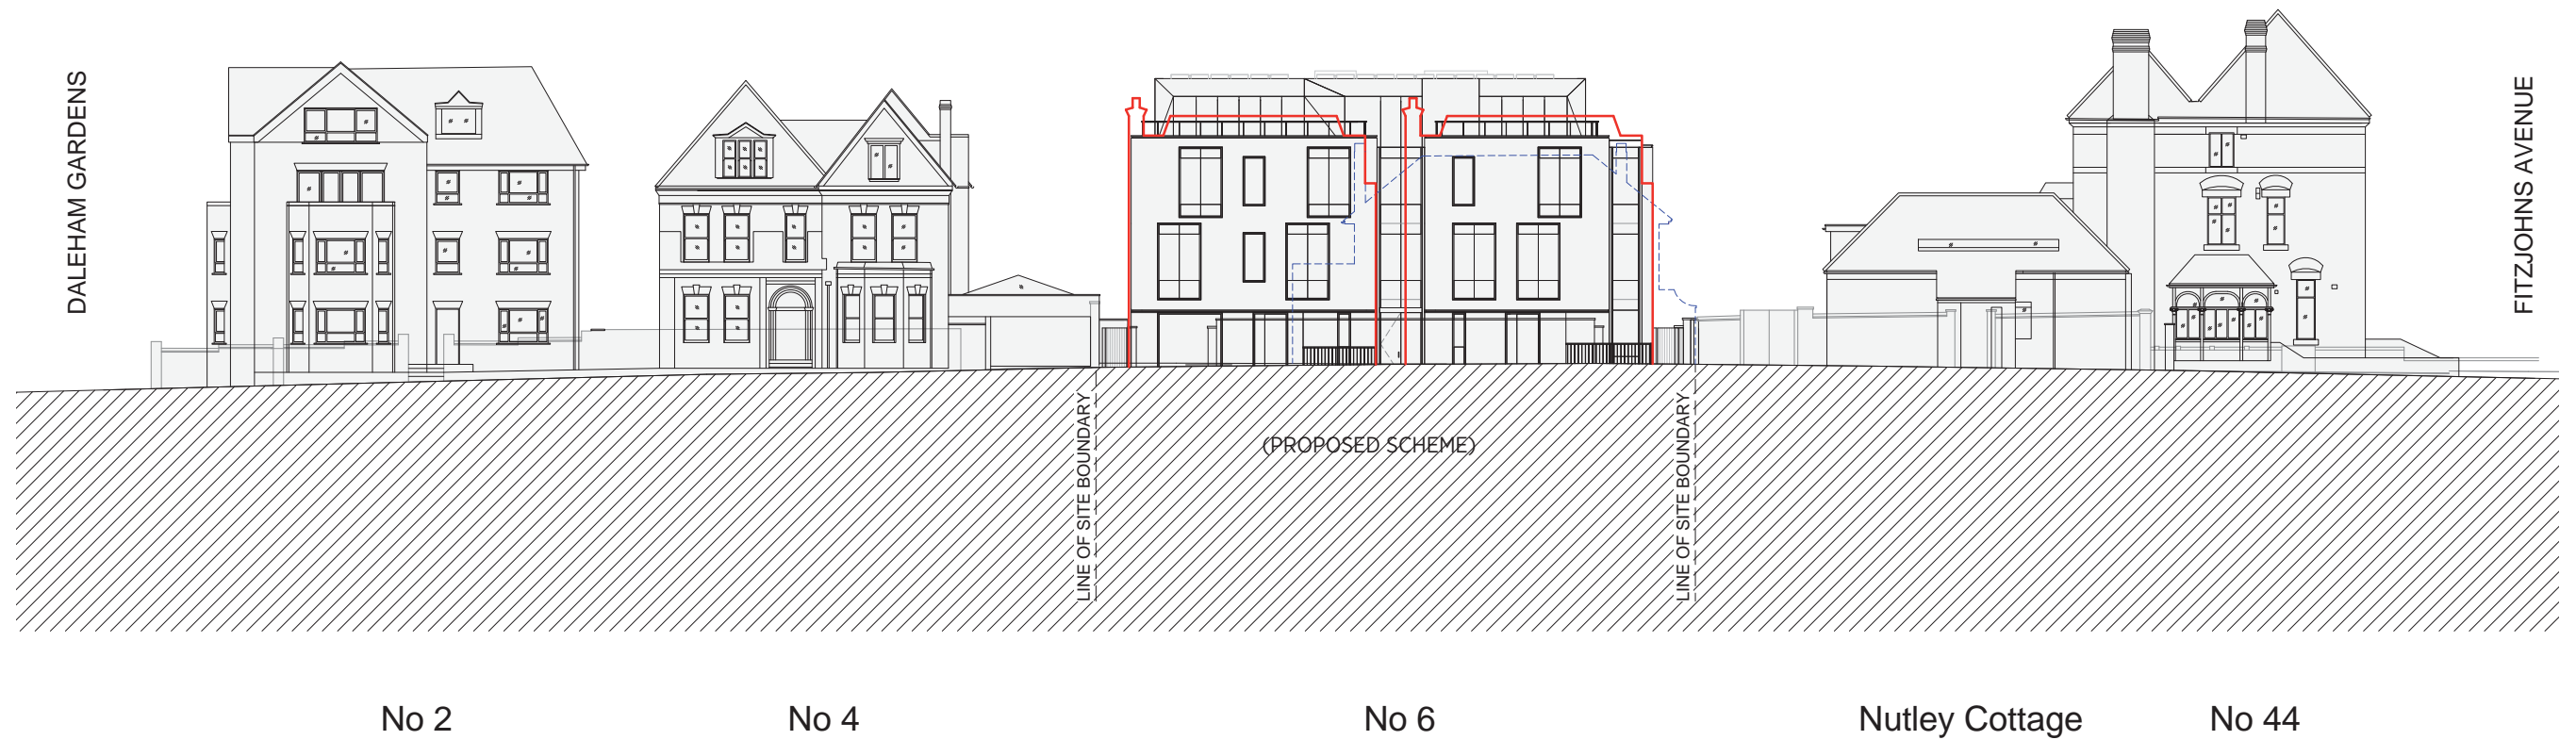 DALEHAM GARDENS
FITZJOHNS AVENUE
LINE OF SITE BOUNDARY
(PROPOSED SCHEME)
LINE OF SITE BOUNDARY
No 2
No 4
No 6
Nutley Cottage
No 44